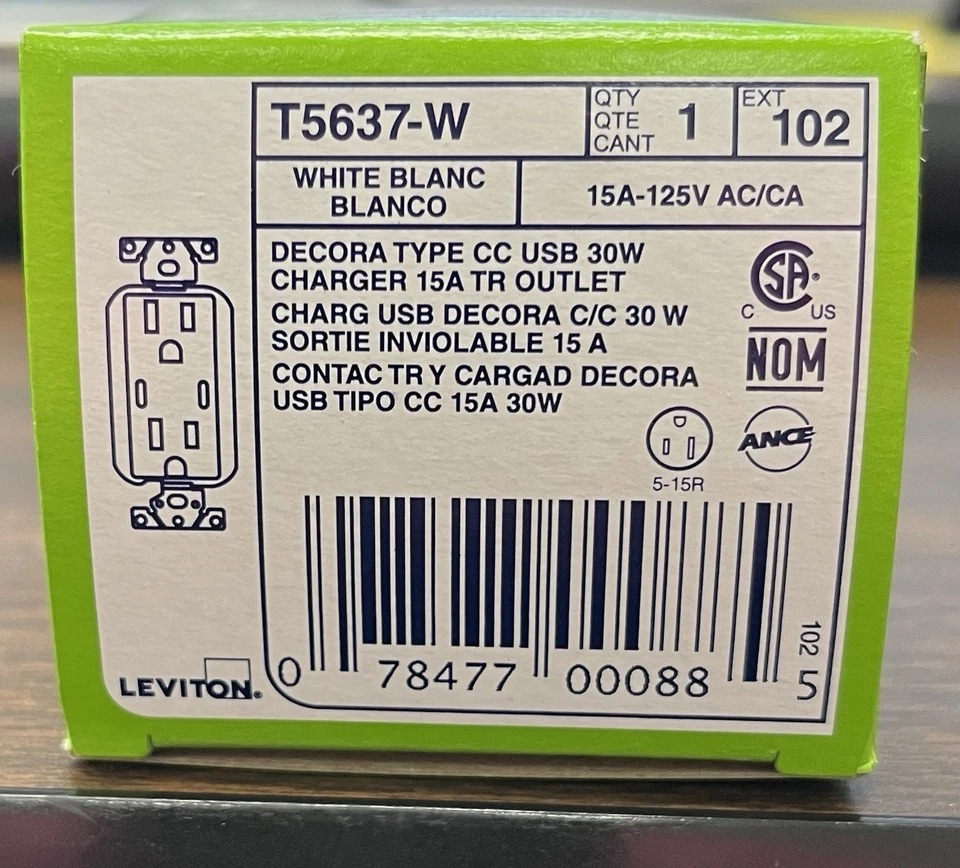 T5637-W
QTY
QTE
CANT
1
EXT
102
WHITE BLANC
BLANCO
15A-125V AC/CA
DECORA TYPE CC USB 30W
CHARGER 15A TR OUTLET
CHARG USB DECORA C/C 30 W
SORTIE INVIOLABLE 15 A
CONTAC TR Y CARGAD DECORA
USB TIPO CC 15A 30W
SA
C US
NOM
ANCE
5-15R
102
0 78477 00088 5
LEVITON®